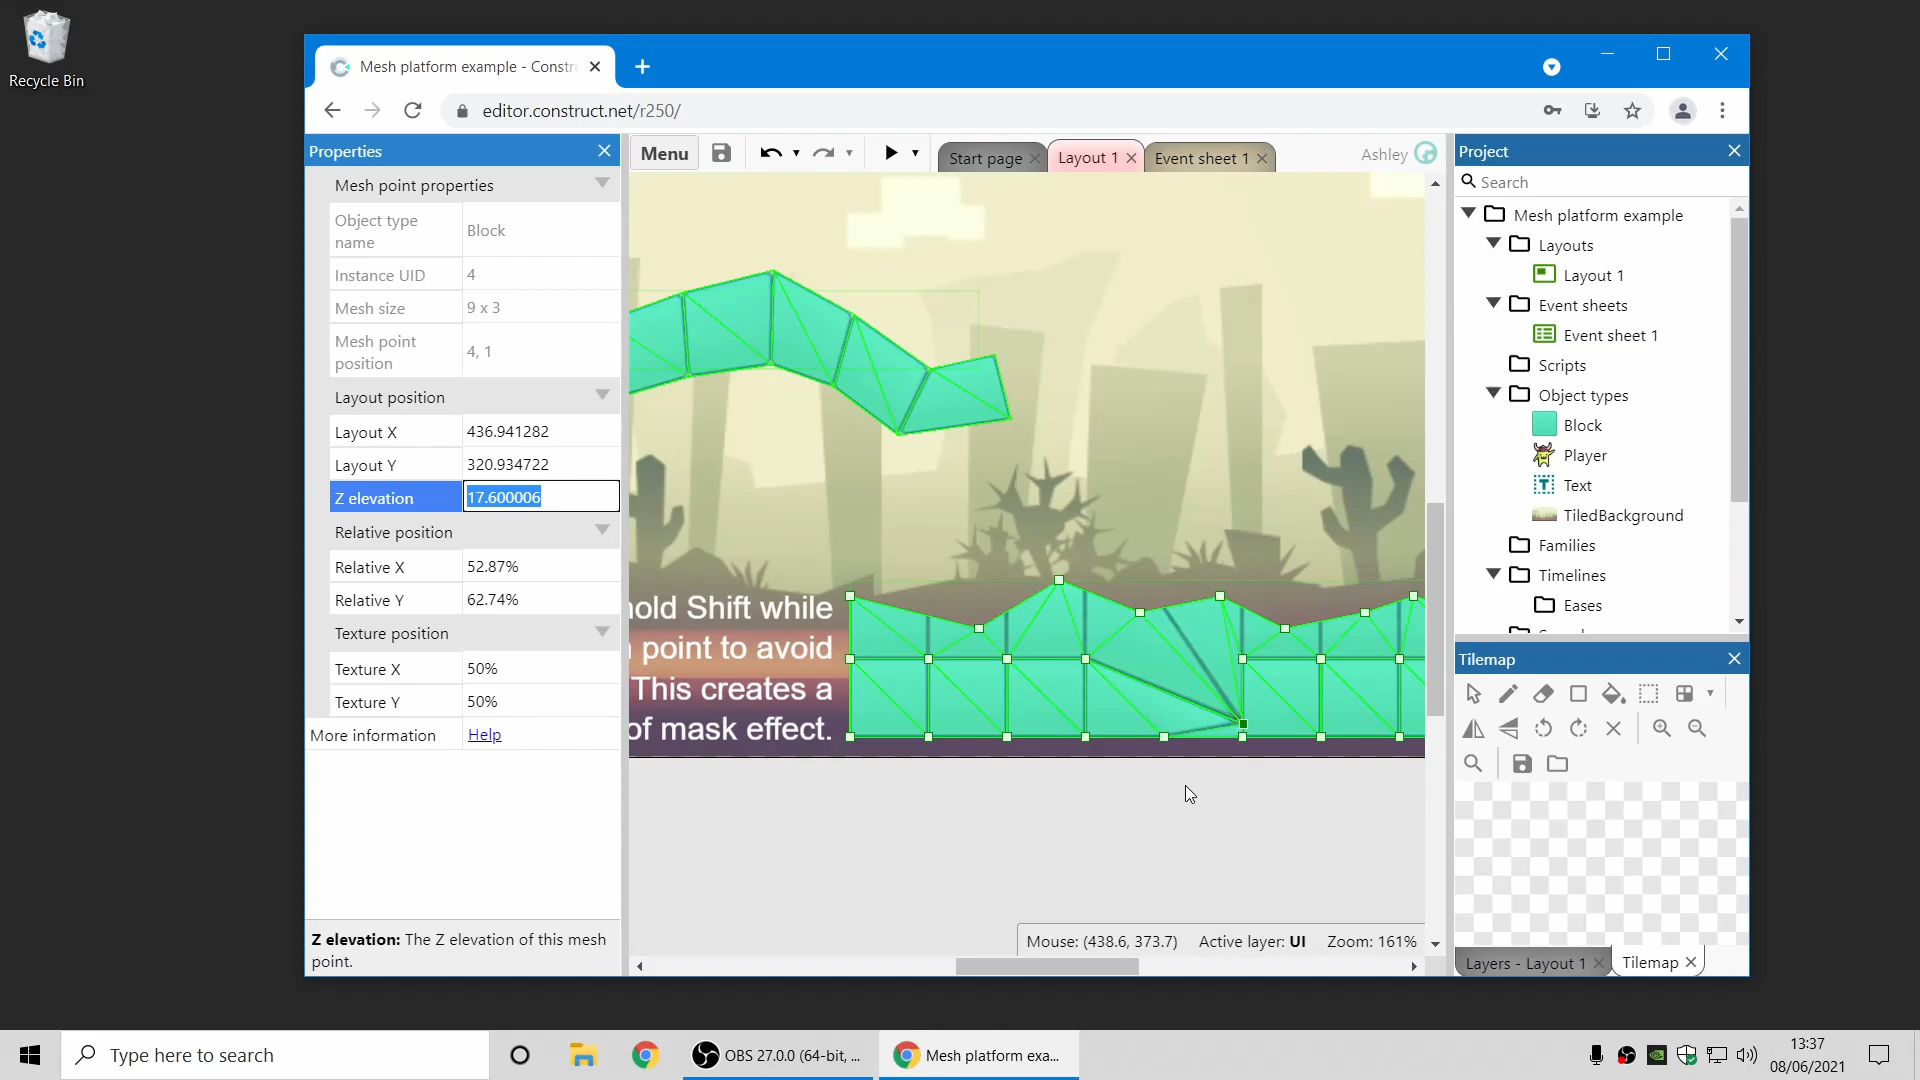 Recycle Bin
Mesh platform example - Constr
editor.construct.net/r250/
Properties
Mesh point properties
Object type
name
Block
Instance UID
4
Mesh size
9 x 3
Mesh point
position
4, 1
Layout position
Layout X
436.941282
Layout Y
320.934722
Z elevation
17.600006
Relative position
Relative X
52.87%
Relative Y
62.74%
Texture position
Texture X
50%
Texture Y
50%
More information
Help
Z elevation: The Z elevation of this mesh
point.
Menu
Start page
Layout 1
Event sheet 1
Ashley
hold Shift while
point to avoid
This creates a
of mask effect.
Mouse: (438.6, 373.7)
Active layer: UI
Zoom: 161%
Project
Search
Mesh platform example
Layouts
Layout 1
Event sheets
Event sheet 1
Scripts
Object types
Block
Player
Text
TiledBackground
Families
Timelines
Eases
Tilemap
Layers - Layout 1
Tilemap
Type here to search
OBS 27.0.0 (64-bit, ...
Mesh platform exa...
13:37
08/06/2021